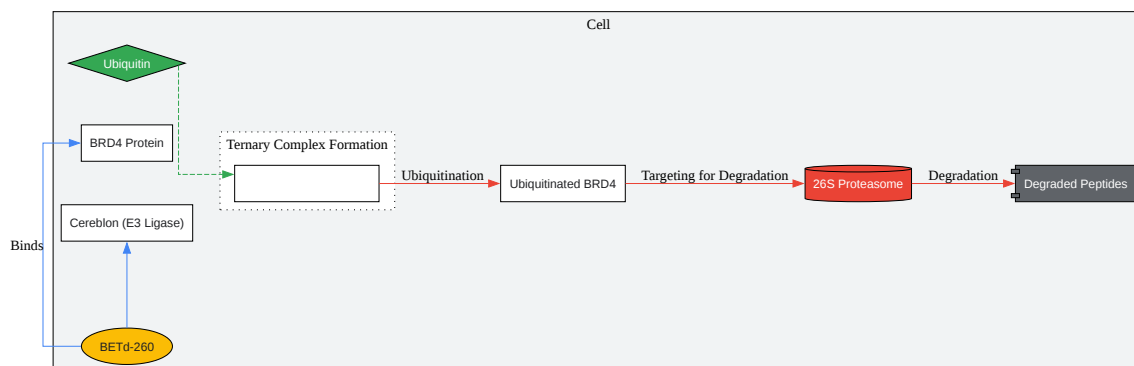 Cell
Ubiquitin
BRD4 Protein
Ternary Complex Formation
Ubiquitination
Ubiquitinated BRD4
Targeting for Degradation
26S Proteasome
Degradation
Degraded Peptides
Cereblon (E3 Ligase)
Binds
BETd-260